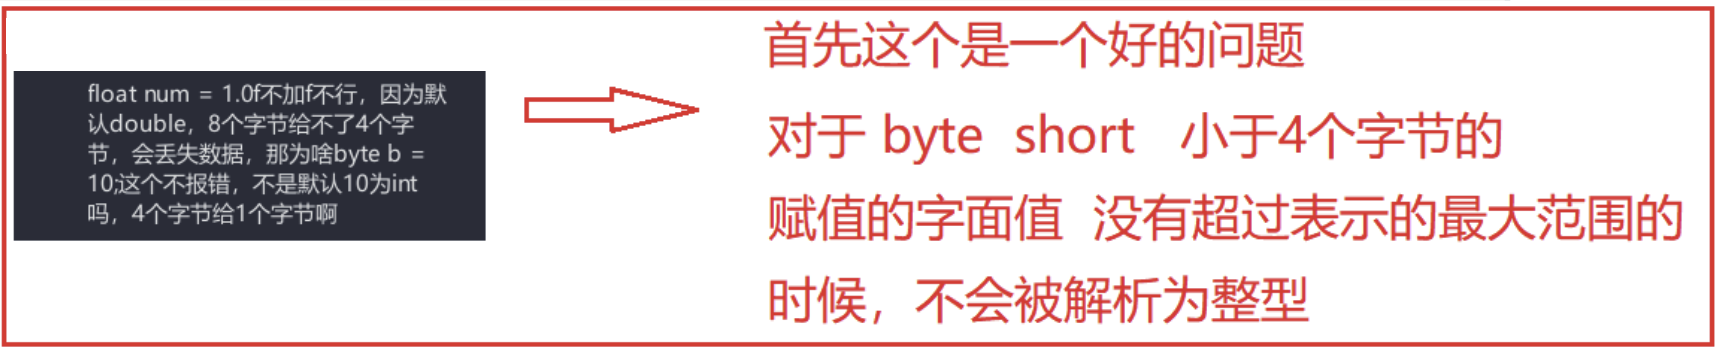 float num = 1.0f不加f不行，因为默
认double，8个字节给不了4个字
节，会丢失数据，那为啥byte b =
10;这个不报错，不是默认10为int
吗，4个字节给1个字节啊
首先这个是一个好的问题
对于 byte short 小于4个字节的
赋值的字面值 没有超过表示的最大范围的
时候，不会被解析为整型